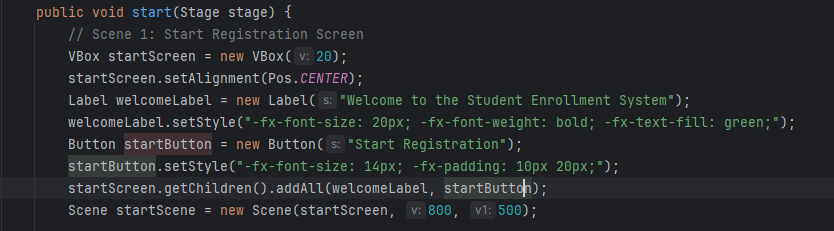 public void start(Stage stage) {
// Scene 1: Start Registration Screen
VBox startScreen = new VBox( v: 20);
startScreen.setAlignment(Pos.CENTER);
Label welcomeLabel = new Label( s: "Welcome to the Student Enrollment System");
welcomeLabel.setStyle("-fx-font-size: 20px; -fx-font-weight: bold; -fx-text-fill: green;");
Button startButton = new Button( s: "Start Registration");
startButton.setStyle("-fx-font-size: 14px; -fx-padding: 10px 20px;");
startScreen.getChildren().addAll(welcomeLabel, startButton);
Scene startScene = new Scene(startScreen, v: 800, v1: 500);